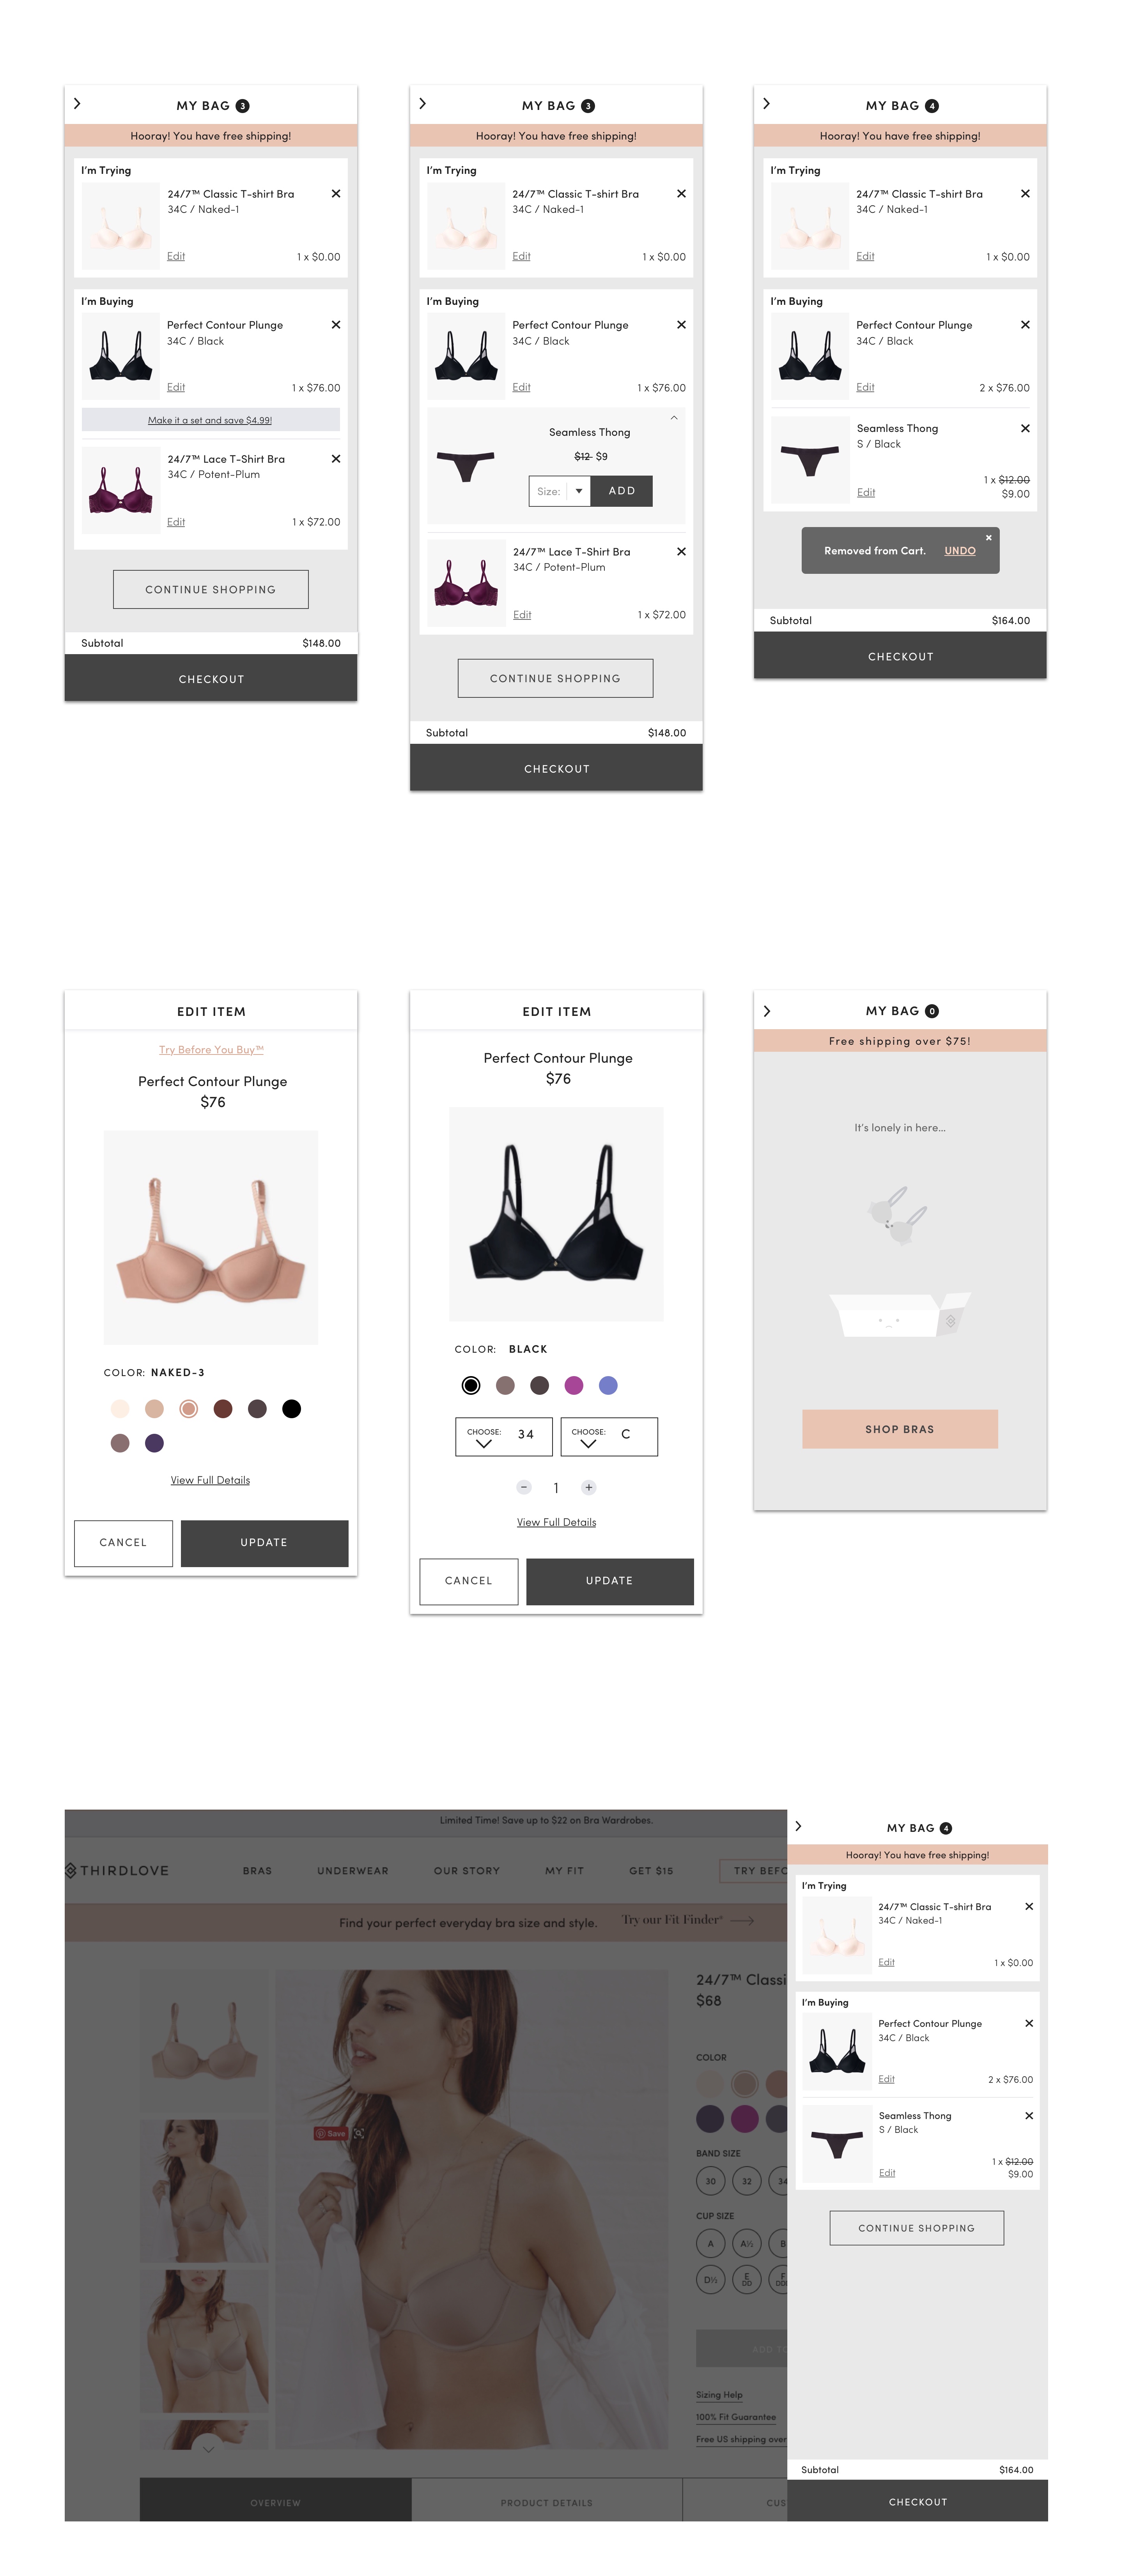 MY BAG 3
Hooray! You have free shipping!
I'm Trying
24/7™ Classic T-shirt Bra
34C / Naked-1
Edit
1 x $0.00
I'm Buying
Perfect Contour Plunge
34C / Black
Edit
1 x $76.00
Make it a set and save $4.99!
24/7™ Lace T-Shirt Bra
34C / Potent-Plum
Edit
1 x $72.00
CONTINUE SHOPPING
Subtotal
$148.00
CHECKOUT
MY BAG 3
Hooray! You have free shipping!
I'm Trying
24/7™ Classic T-shirt Bra
34C / Naked-1
Edit
1 x $0.00
I'm Buying
Perfect Contour Plunge
34C / Black
Edit
1 x $76.00
Seamless Thong
$12 $9
Size:
ADD
24/7™ Lace T-Shirt Bra
34C / Potent-Plum
Edit
1 x $72.00
CONTINUE SHOPPING
Subtotal
$148.00
CHECKOUT
MY BAG 4
Hooray! You have free shipping!
I'm Trying
24/7™ Classic T-shirt Bra
34C / Naked-1
Edit
1 x $0.00
I'm Buying
Perfect Contour Plunge
34C / Black
Edit
2 x $76.00
Seamless Thong
S / Black
Edit
1 x $12.00
$9.00
Removed from Cart. UNDO
Subtotal
$164.00
CHECKOUT
EDIT ITEM
Try Before You Buy™
Perfect Contour Plunge
$76
COLOR: NAKED-3
View Full Details
CANCEL
UPDATE
EDIT ITEM
Perfect Contour Plunge
$76
COLOR: BLACK
CHOOSE: 34
CHOOSE: C
1
View Full Details
CANCEL
UPDATE
MY BAG 0
Free shipping over $75!
It's lonely in here...
SHOP BRAS
Limited Time! Save up to $22 on Bra Wardrobes.
THIRDLOVE
BRAS
UNDERWEAR
OUR STORY
MY FIT
GET $15
TRY BEFO
Find your perfect everyday bra size and style. Try our Fit Finder®
Save
24/7™ Classi
$68
COLOR
BAND SIZE
30
32
34
CUP SIZE
A
A½
B
D½
E
DD
F
DDD
ADD TO
Sizing Help
100% Fit Guarantee
Free US shipping over
OVERVIEW
PRODUCT DETAILS
CUS
MY BAG 4
Hooray! You have free shipping!
I'm Trying
24/7™ Classic T-shirt Bra
34C / Naked-1
Edit
1 x $0.00
I'm Buying
Perfect Contour Plunge
34C / Black
Edit
2 x $76.00
Seamless Thong
S / Black
Edit
1 x $12.00
$9.00
CONTINUE SHOPPING
Subtotal
$164.00
CHECKOUT